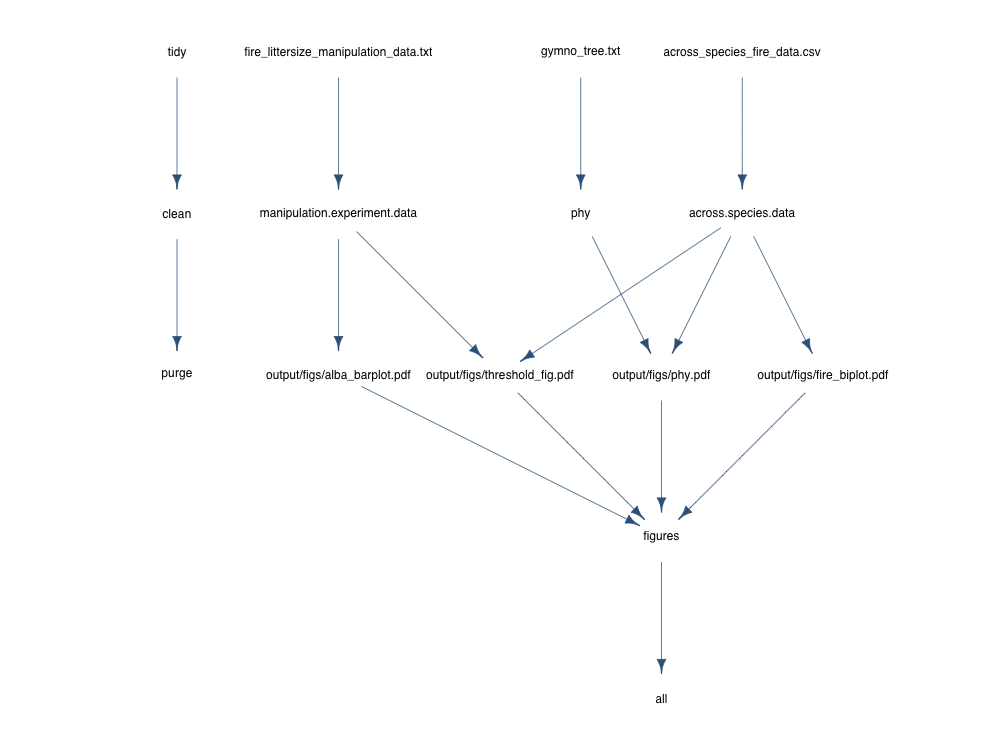 tidy
fire_littersize_manipulation_data.txt
gymno_tree.txt
across_species_fire_data.csv
clean
manipulation.experiment.data
phy
across.species.data
purge
output/figs/alba_barplot.pdf
output/figs/threshold_fig.pdf
output/figs/phy.pdf
output/figs/fire_biplot.pdf
figures
all